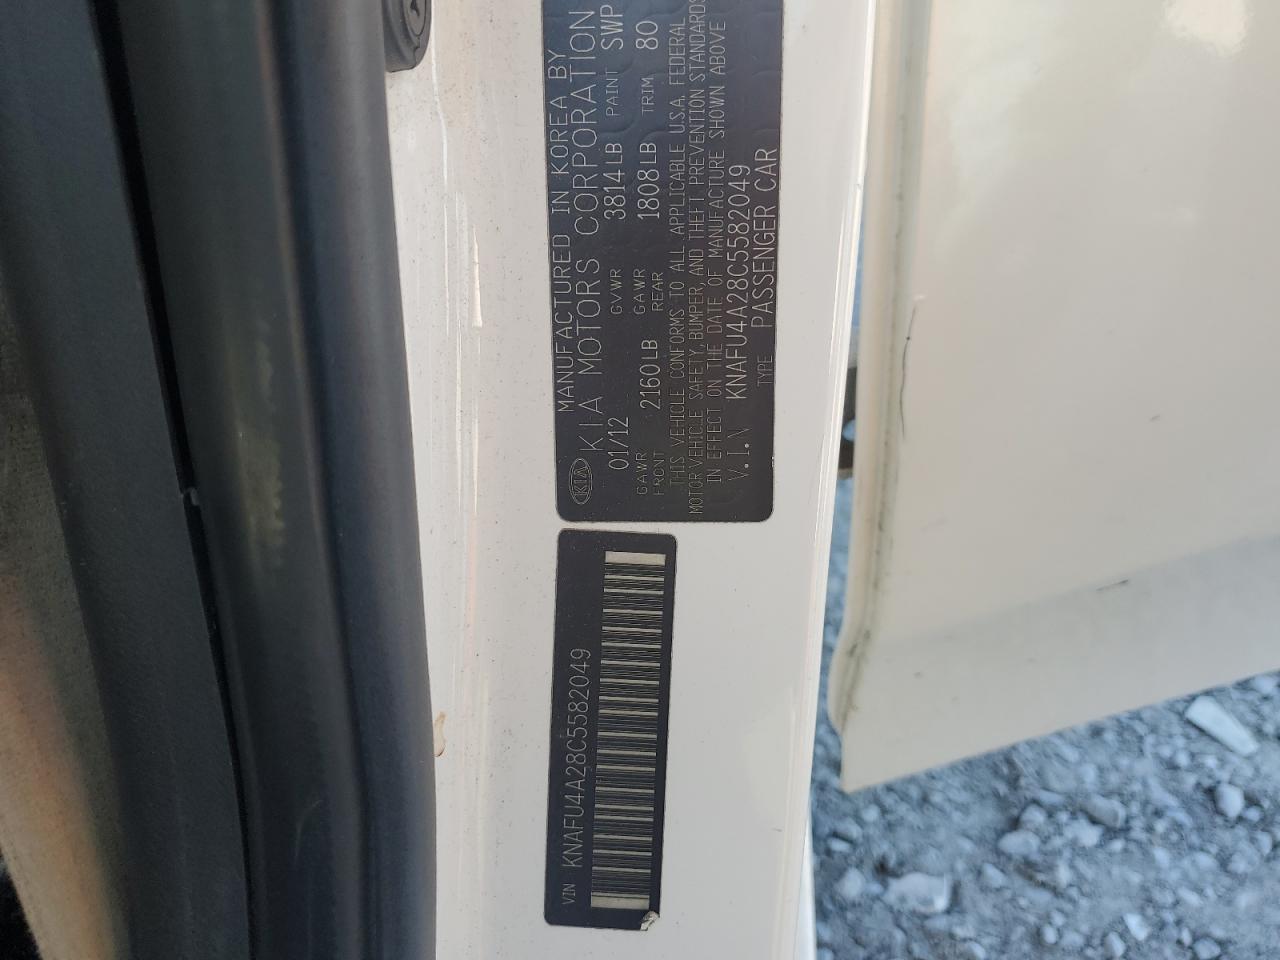 MANUFACTURED IN KOREA BY
KIA KIA MOTORS CORPORATION
01/12 GVWR 3814LB PAINT SWP
GAWR FRONT 2160LB GAWR REAR 1808LB TRIM 80
THIS VEHICLE CONFORMS TO ALL APPLICABLE U.S.A. FEDERAL
MOTOR VEHICLE SAFETY, BUMPER, AND THEFT PREVENTION STANDARDS
IN EFFECT ON THE DATE OF MANUFACTURE SHOWN ABOVE
V.I.N KNAFU4A28C5582049
TYPE PASSENGER CAR
VIN KNAFU4A28C5582049